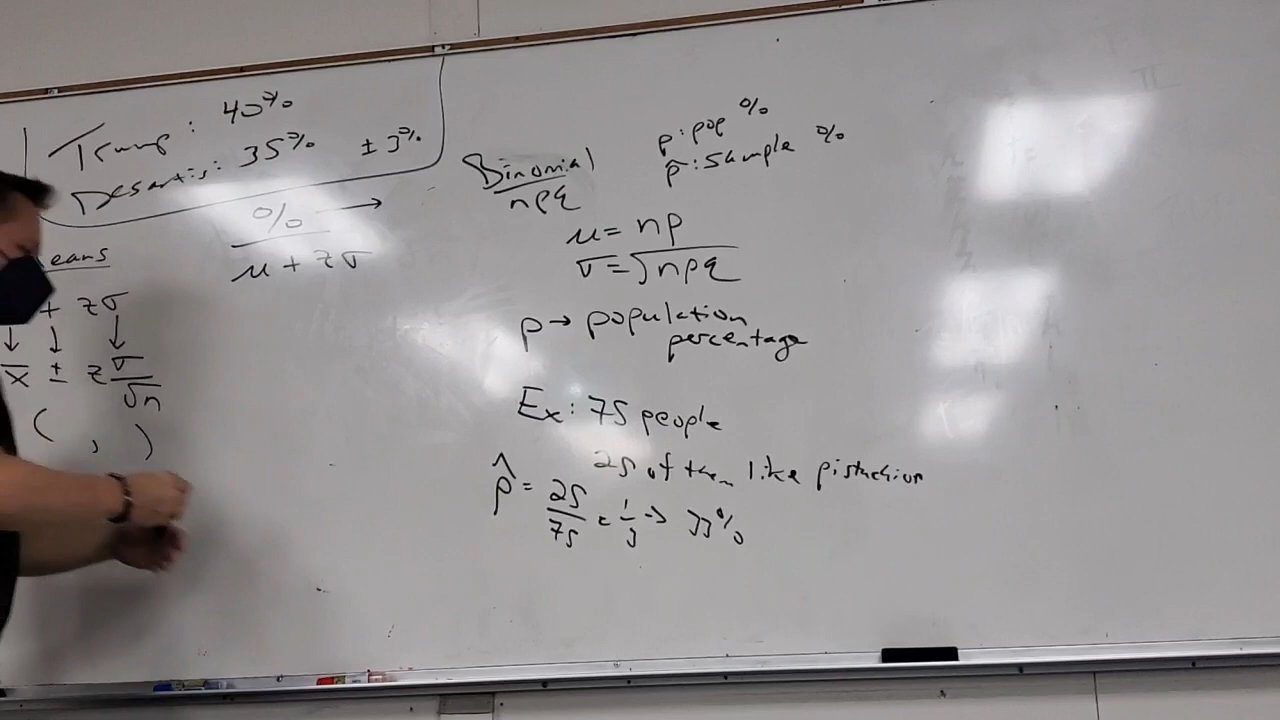 Trump: 40%
Desantis: 35% ±3%
%
μ + zσ
eans
+ zσ
↓ ↓ ↓
x̄ ± z σ/√n
( , )
Binomial
npq
p: pop %
p̂: sample %
μ = np
σ = √npq
p → population
percentage
Ex: 75 people
25 of them like pistachios
p̂ = 25/75 = 1/3 → 33%